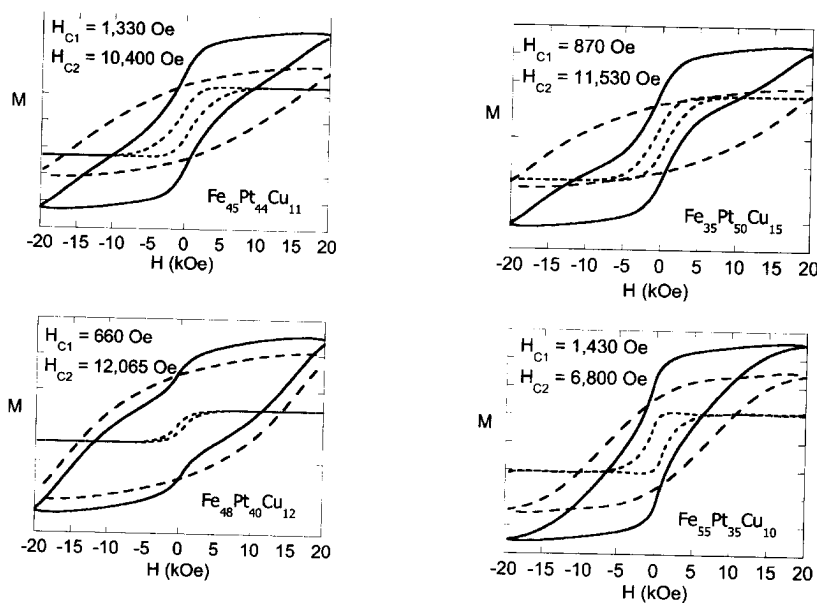 H_C1 = 1,330 Oe
H_C2 = 10,400 Oe
M
Fe45Pt44Cu11
-20 -15 -10 -5 0 5 10 15 20
H (kOe)
H_C1 = 870 Oe
H_C2 = 11,530 Oe
M
Fe35Pt50Cu15
-20 -15 -10 -5 0 5 10 15 20
H (kOe)
H_C1 = 660 Oe
H_C2 = 12,065 Oe
M
Fe48Pt40Cu12
-20 -15 -10 -5 0 5 10 15 20
H (kOe)
H_C1 = 1,430 Oe
H_C2 = 6,800 Oe
M
Fe55Pt35Cu10
-20 -15 -10 -5 0 5 10 15 20
H (kOe)